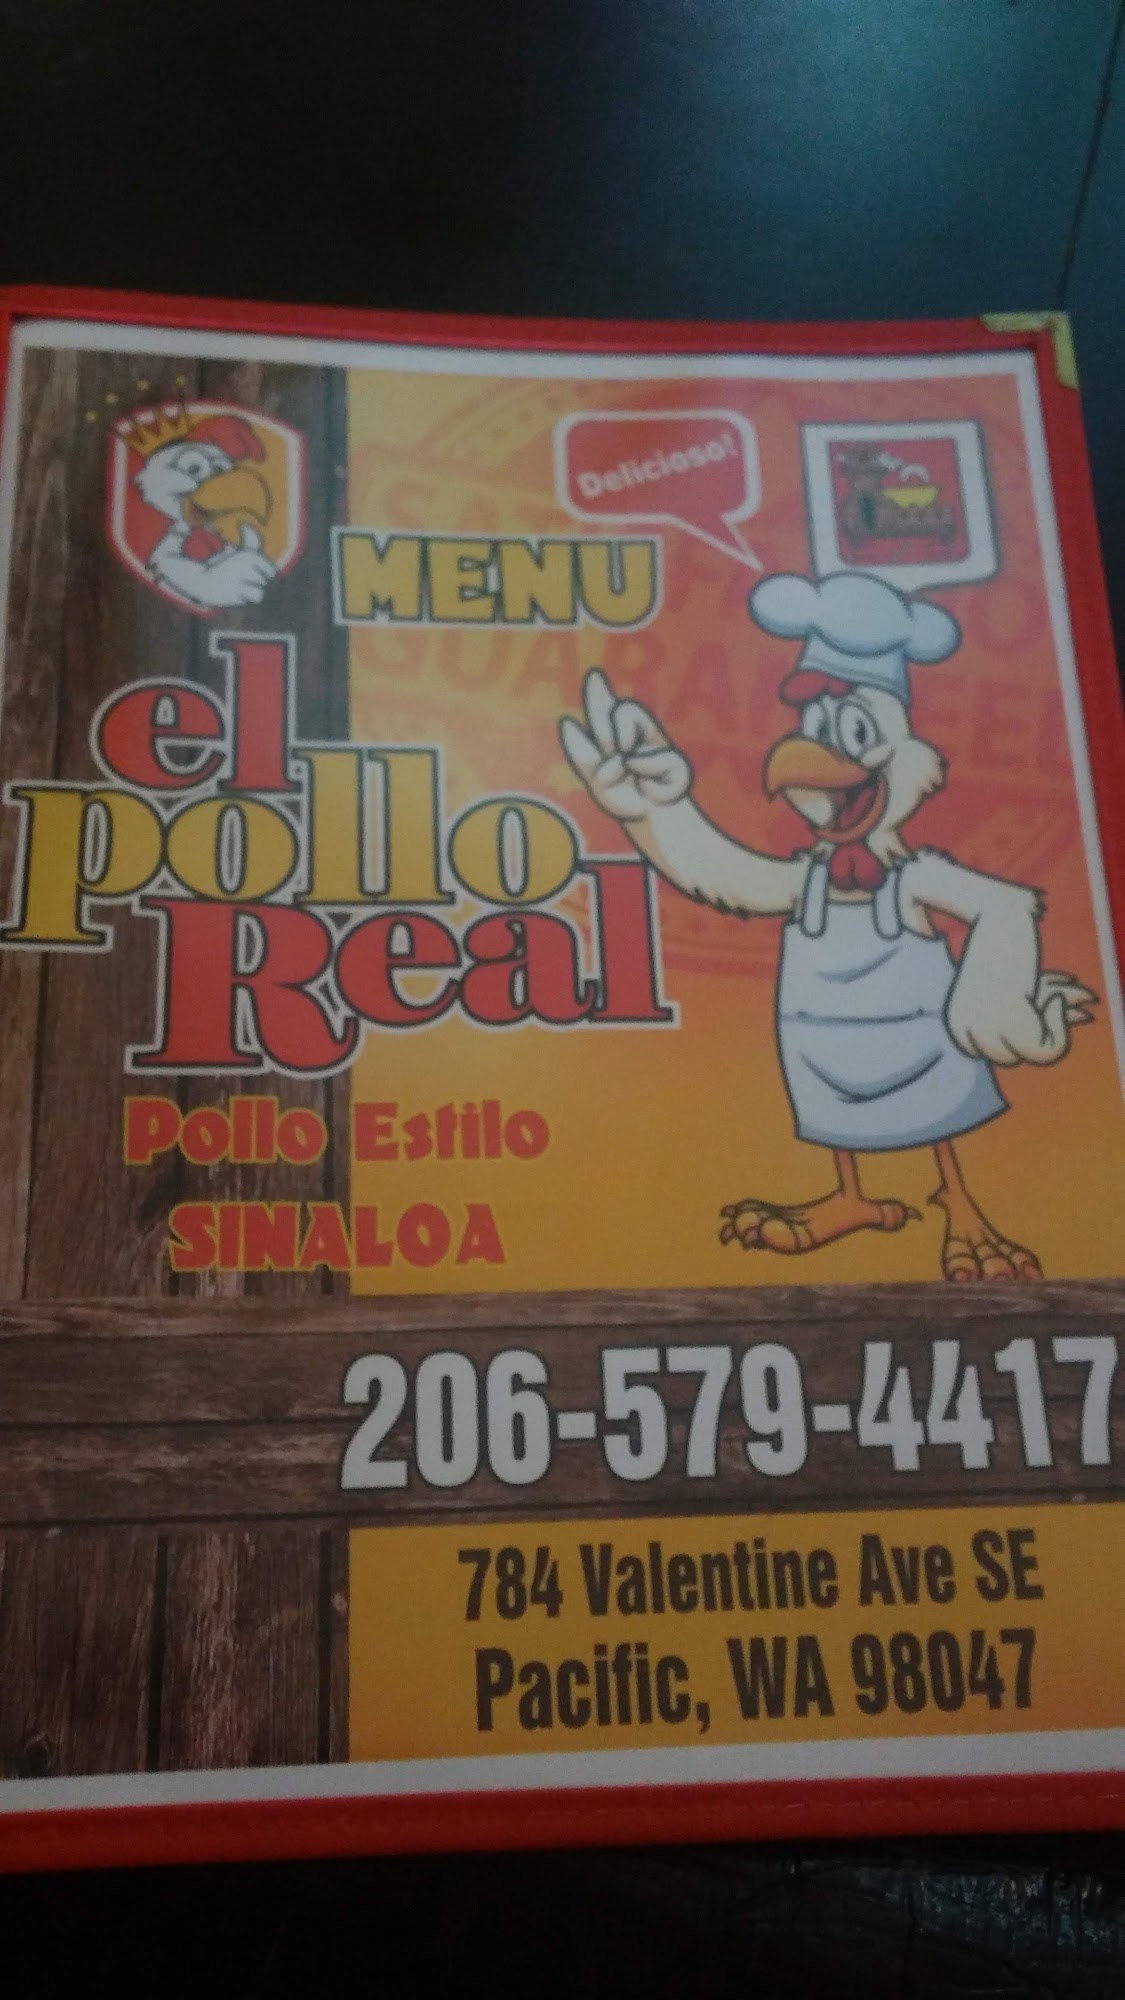 Delicioso!
MENU
el
pollo
Real
Pollo Estilo
SINALOA
206-579-4417
784 Valentine Ave SE
Pacific, WA 98047